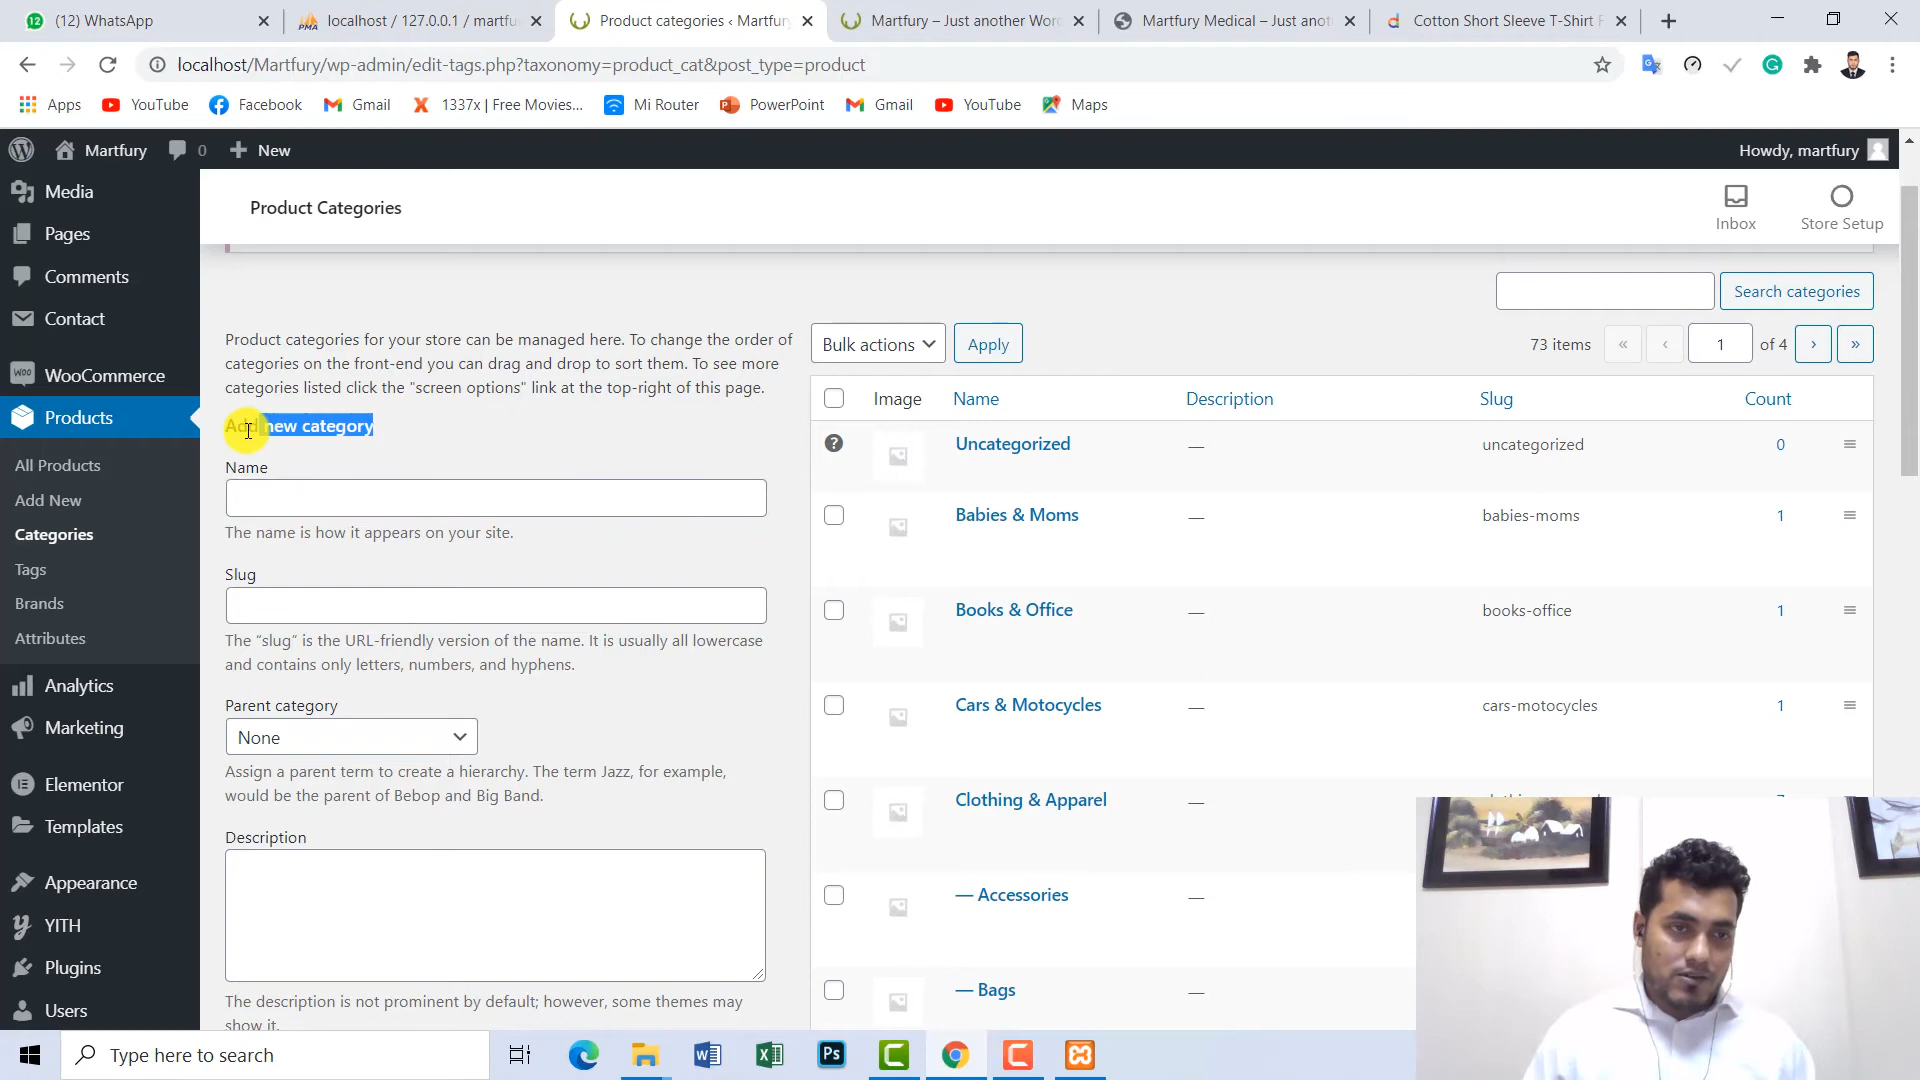 (12) WhatsApp
localhost / 127.0.0.1 / martfu
Product categories ‹ Martfury
Martfury – Just another Wor
Martfury Medical – Just anot
Cotton Short Sleeve T-Shirt F
localhost/Martfury/wp-admin/edit-tags.php?taxonomy=product_cat&post_type=product
Apps
YouTube
Facebook
Gmail
1337x | Free Movies...
Mi Router
PowerPoint
Gmail
YouTube
Maps
Martfury
0
New
Howdy, martfury
Media
Pages
Comments
Contact
WooCommerce
Products
All Products
Add New
Categories
Tags
Brands
Attributes
Analytics
Marketing
Elementor
Templates
Appearance
YITH
Plugins
Users
Product Categories
Inbox
Store Setup
Search categories
Product categories for your store can be managed here. To change the order of
categories on the front-end you can drag and drop to sort them. To see more
categories listed click the "screen options" link at the top-right of this page.
Add new category
Name
The name is how it appears on your site.
Slug
The “slug” is the URL-friendly version of the name. It is usually all lowercase
and contains only letters, numbers, and hyphens.
Parent category
None
Assign a parent term to create a hierarchy. The term Jazz, for example,
would be the parent of Bebop and Big Band.
Description
The description is not prominent by default; however, some themes may
show it.
Bulk actions
Apply
73 items
«
‹
1
of 4
›
»
Image Name Description Slug Count
Uncategorized — uncategorized 0
Babies & Moms — babies-moms 1
Books & Office — books-office 1
Cars & Motocycles — cars-motocycles 1
Clothing & Apparel —
— Accessories —
— Bags —
Type here to search